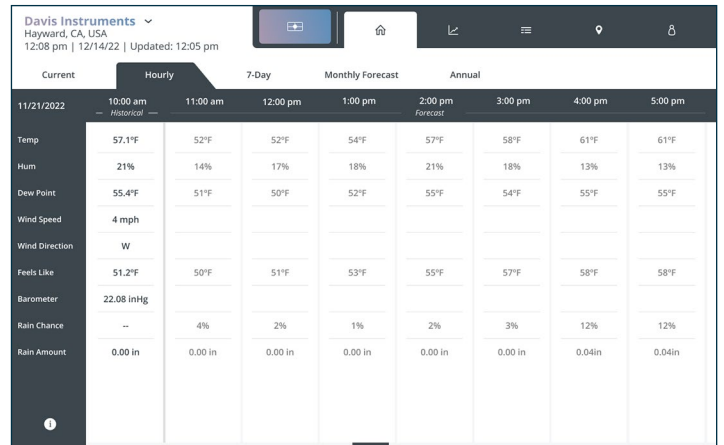 Davis Instruments
Hayward, CA, USA
12:08 pm | 12/14/22 | Updated: 12:05 pm
Current Hourly 7-Day Monthly Forecast Annual
11/21/2022 10:00 am 11:00 am 12:00 pm 1:00 pm 2:00 pm 3:00 pm 4:00 pm 5:00 pm
Historical Forecast
Temp 57.1°F 52°F 52°F 54°F 57°F 58°F 61°F 61°F
Hum 21% 14% 17% 18% 21% 18% 13% 13%
Dew Point 55.4°F 51°F 50°F 52°F 55°F 54°F 55°F 55°F
Wind Speed 4 mph
Wind Direction W
Feels Like 51.2°F 50°F 51°F 53°F 55°F 57°F 58°F 58°F
Barometer 22.08 inHg
Rain Chance -- 4% 2% 1% 2% 3% 12% 12%
Rain Amount 0.00 in 0.00 in 0.00 in 0.00 in 0.00 in 0.00 in 0.04in 0.04in